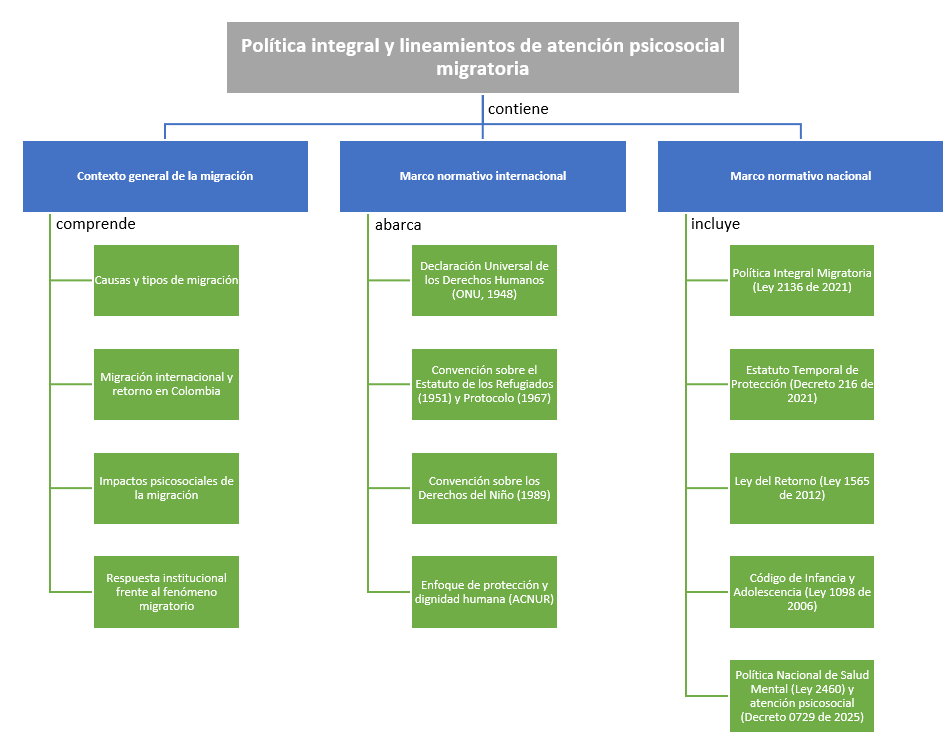 Política integral y lineamientos de atención psicosocial
migratoria
contiene
Contexto general de la migración
comprende
Causas y tipos de migración
Migración internacional y
retorno en Colombia
Impactos psicosociales de
la migración
Respuesta institucional
frente al fenómeno
migratorio
Marco normativo internacional
abarca
Declaración Universal de
los Derechos Humanos
(ONU, 1948)
Convención sobre el
Estatuto de los Refugiados
(1951) y Protocolo (1967)
Convención sobre los
Derechos del Niño (1989)
Enfoque de protección y
dignidad humana (ACNUR)
Marco normativo nacional
incluye
Política Integral Migratoria
(Ley 2136 de 2021)
Estatuto Temporal de
Protección (Decreto 216 de
2021)
Ley del Retorno (Ley 1565
de 2012)
Código de Infancia y
Adolescencia (Ley 1098 de
2006)
Política Nacional de Salud
Mental (Ley 2460) y
atención psicosocial
(Decreto 0729 de 2025)